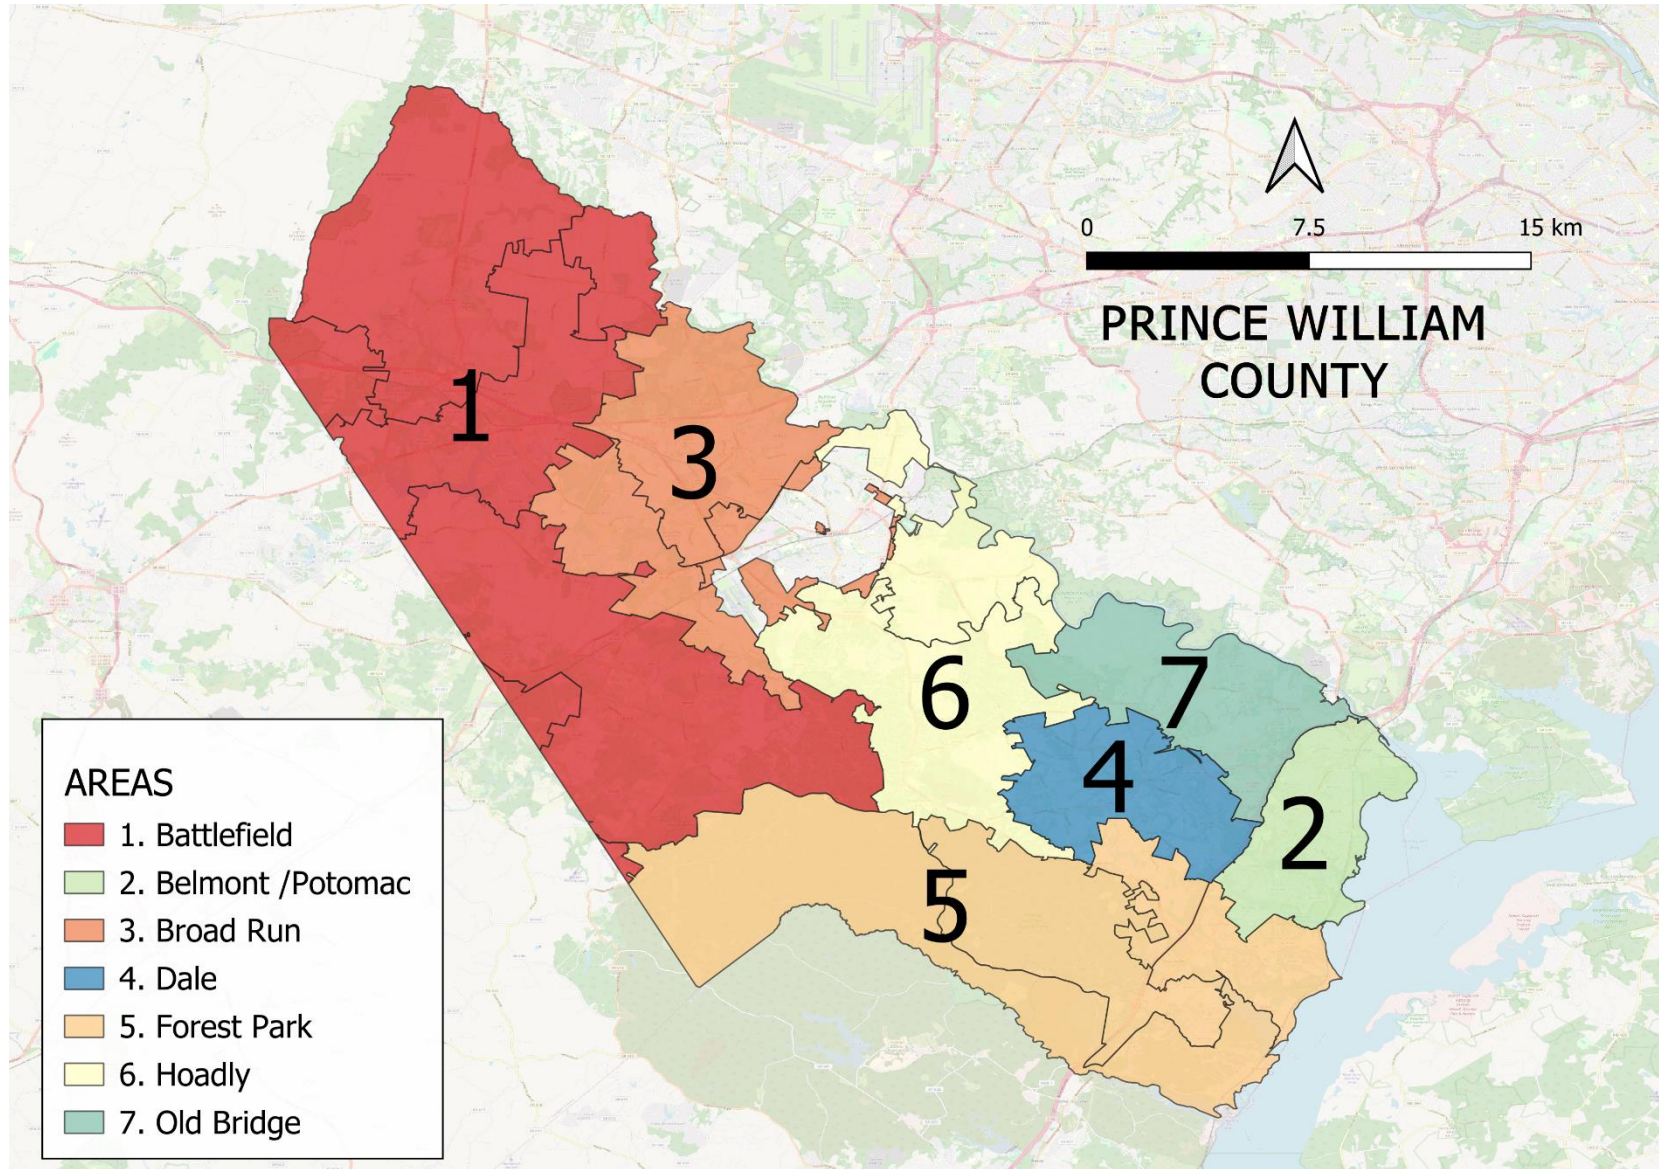 0 7.5 15 km
PRINCE WILLIAM
COUNTY
1
3
6
7
4
2
5
AREAS
1. Battlefield
2. Belmont /Potomac
3. Broad Run
4. Dale
5. Forest Park
6. Hoadly
7. Old Bridge